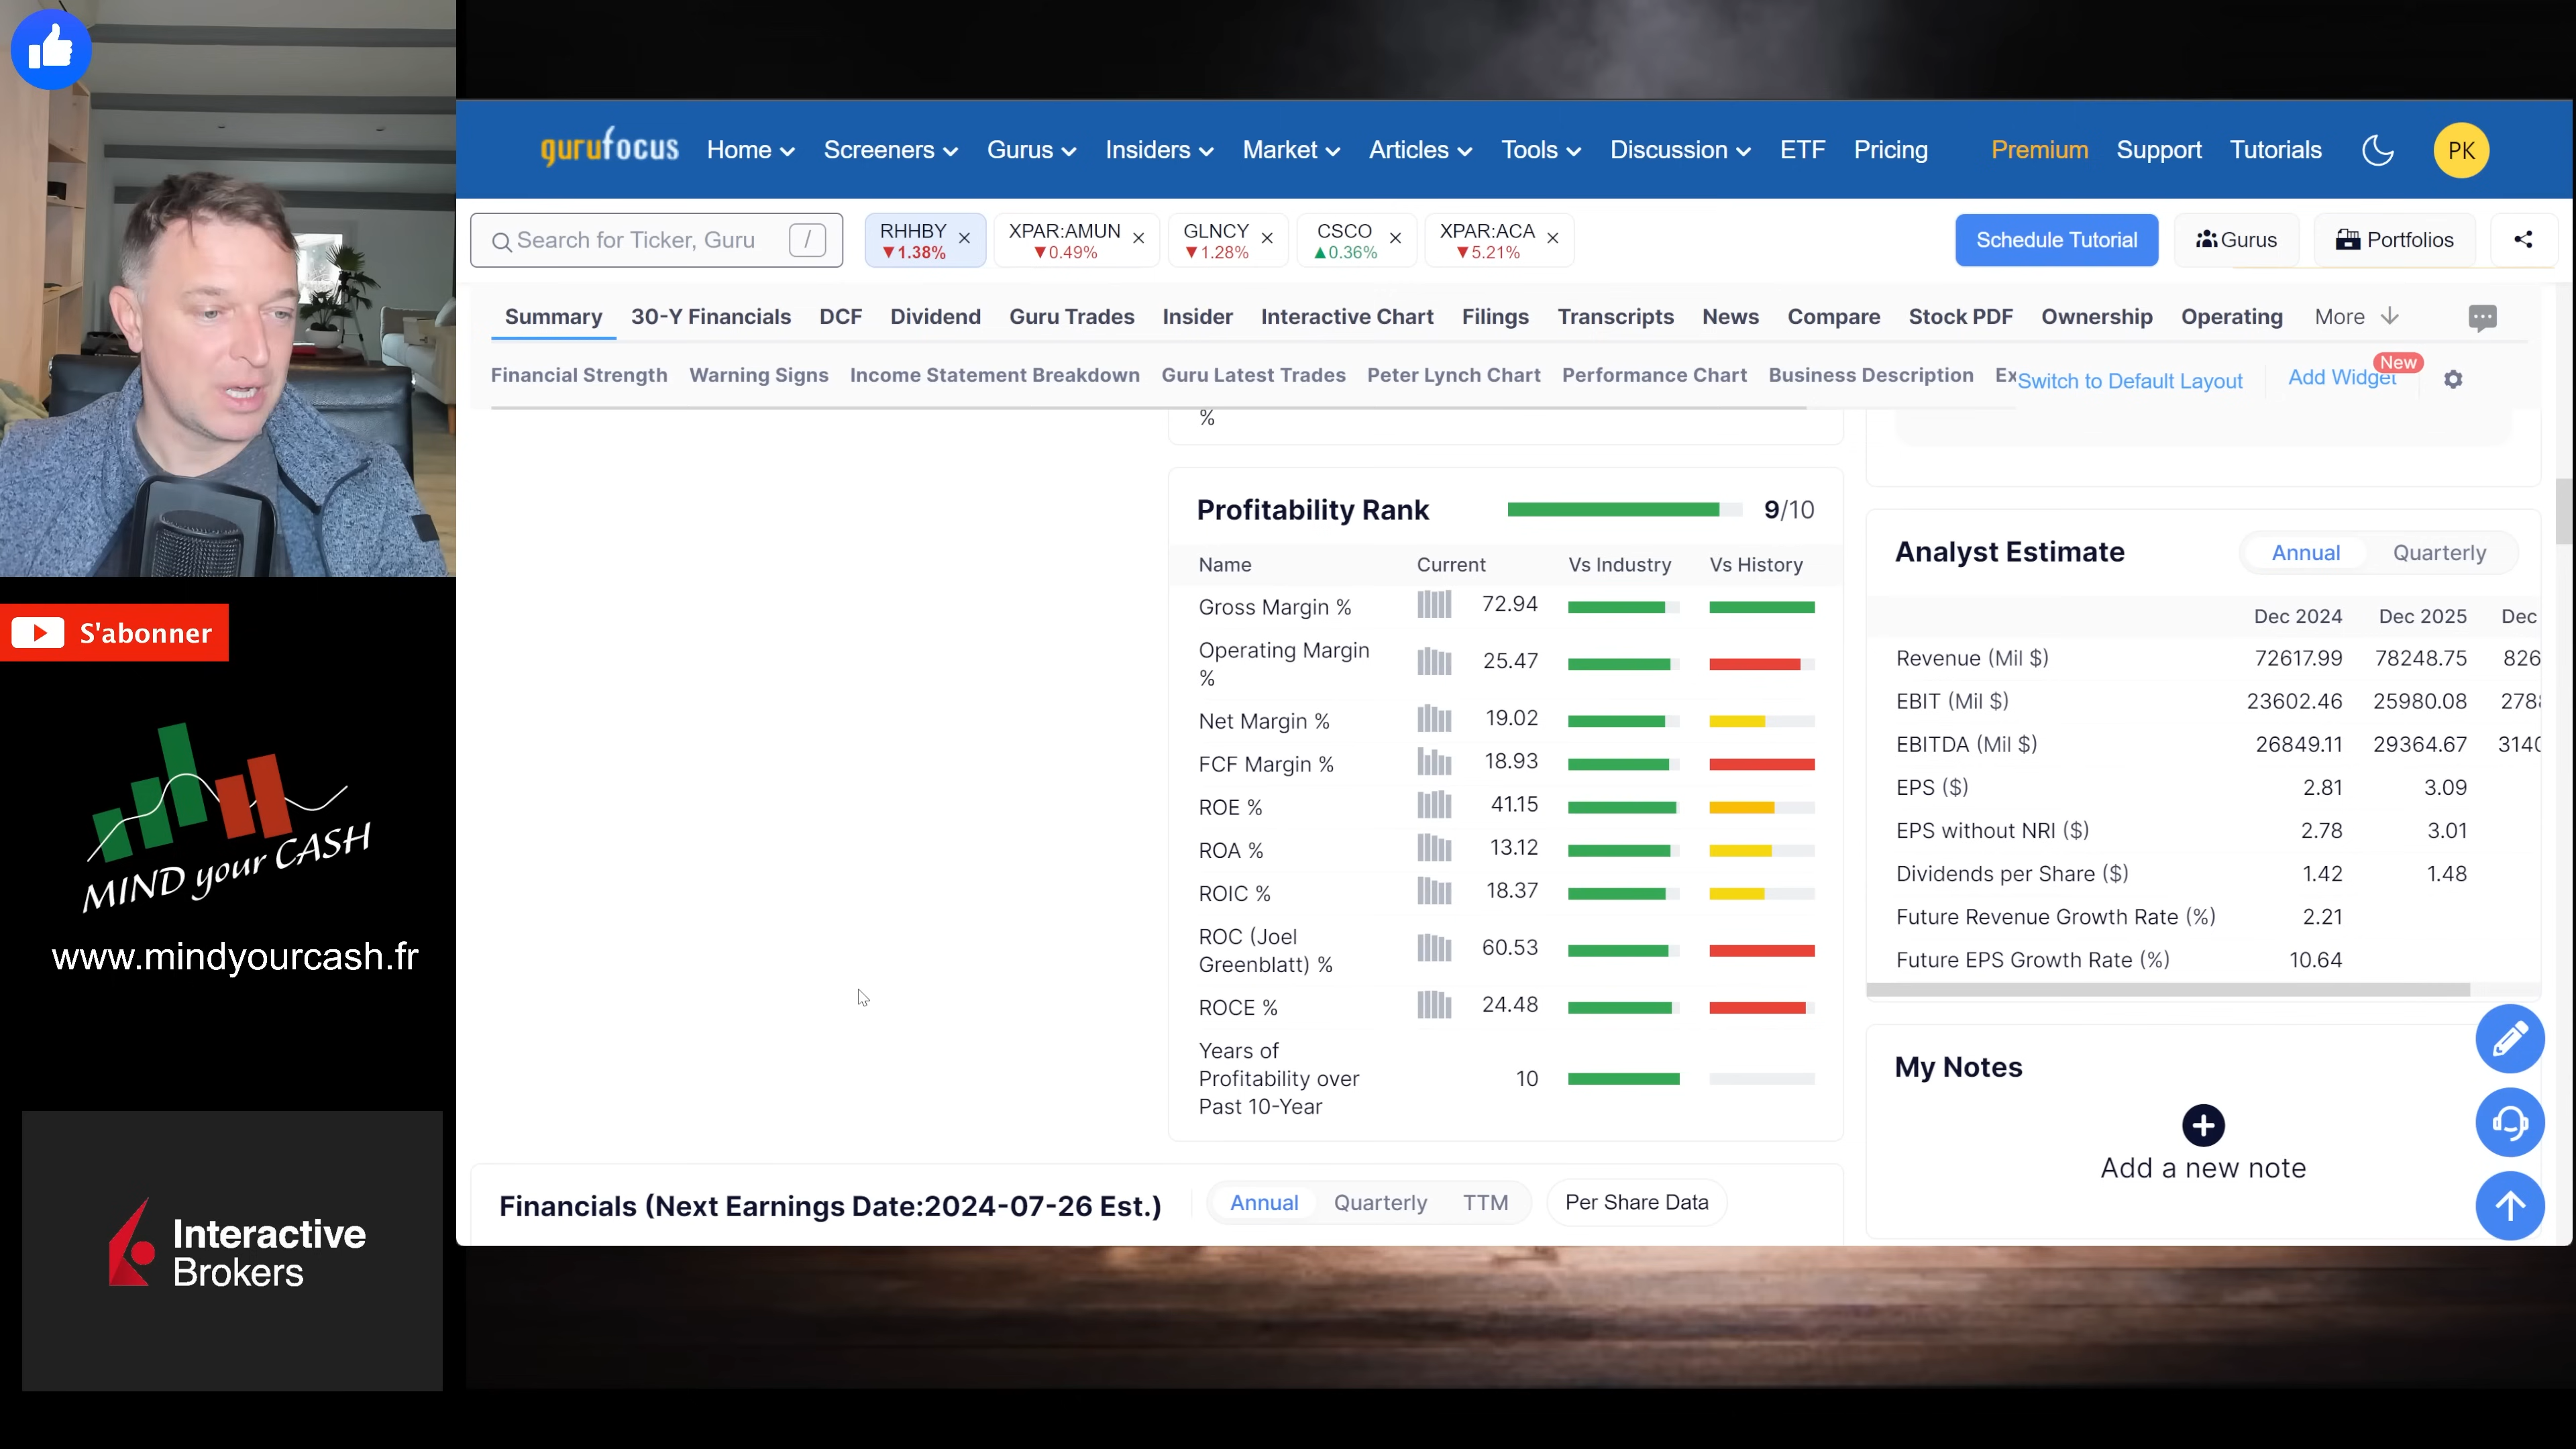 gurufocus
Home
Screeners
Gurus
Insiders
Market
Articles
Tools
Discussion
ETF
Pricing
Premium
Support
Tutorials
PK
Search for Ticker, Guru
/
RHHBY
▼1.38%
XPAR:AMUN
▼0.49%
GLNCY
▼1.28%
CSCO
▲0.36%
XPAR:ACA
▼5.21%
Schedule Tutorial
Gurus
Portfolios
Summary
30-Y Financials
DCF
Dividend
Guru Trades
Insider
Interactive Chart
Filings
Transcripts
News
Compare
Stock PDF
Ownership
Operating
More
Financial Strength
Warning Signs
Income Statement Breakdown
Guru Latest Trades
Peter Lynch Chart
Performance Chart
Business Description
Ex
Switch to Default Layout
Add Widget
New
%
Profitability Rank 9/10
Name Current Vs Industry Vs History
Gross Margin % 72.94
Operating Margin
% 25.47
Net Margin % 19.02
FCF Margin % 18.93
ROE % 41.15
ROA % 13.12
ROIC % 18.37
ROC (Joel
Greenblatt) % 60.53
ROCE % 24.48
Years of
Profitability over 10
Past 10-Year
Analyst Estimate
Annual
Quarterly
Dec 2024 Dec 2025 Dec
Revenue (Mil $) 72617.99 78248.75 826
EBIT (Mil $) 23602.46 25980.08 278
EBITDA (Mil $) 26849.11 29364.67 314
EPS ($) 2.81 3.09
EPS without NRI ($) 2.78 3.01
Dividends per Share ($) 1.42 1.48
Future Revenue Growth Rate (%) 2.21
Future EPS Growth Rate (%) 10.64
My Notes
Add a new note
Financials (Next Earnings Date:2024-07-26 Est.)
Annual
Quarterly
TTM
Per Share Data
S'abonner
MIND your CASH
www.mindyourcash.fr
Interactive
Brokers